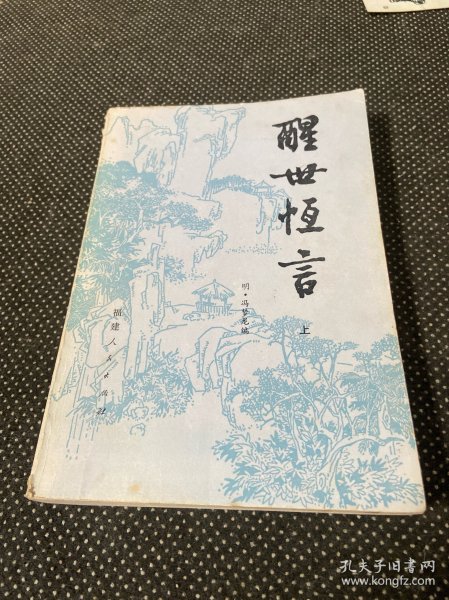 醒世恒言
上
明·冯梦龙编
福建人民出版社
孔夫子旧书网
www.kongfz.com